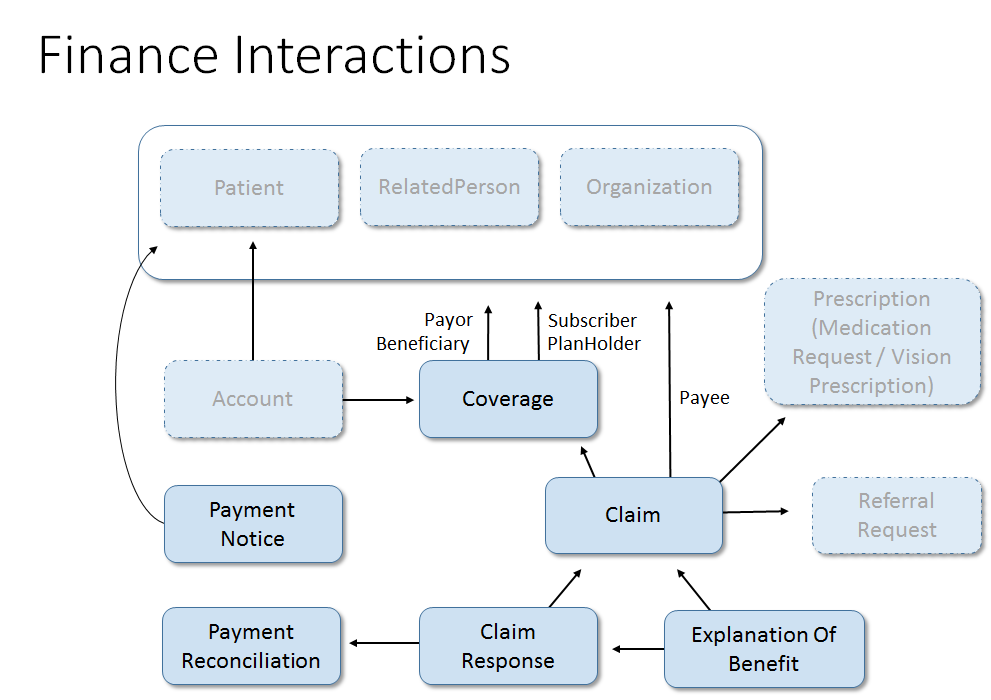 Finance Interactions
Patient
RelatedPerson
Organization
Payor
Beneficiary
Subscriber
PlanHolder
Prescription
(Medication
Request / Vision
Prescription)
Account
Coverage
Payee
Payment
Notice
Claim
Referral
Request
Payment
Reconciliation
Claim
Response
Explanation Of
Benefit